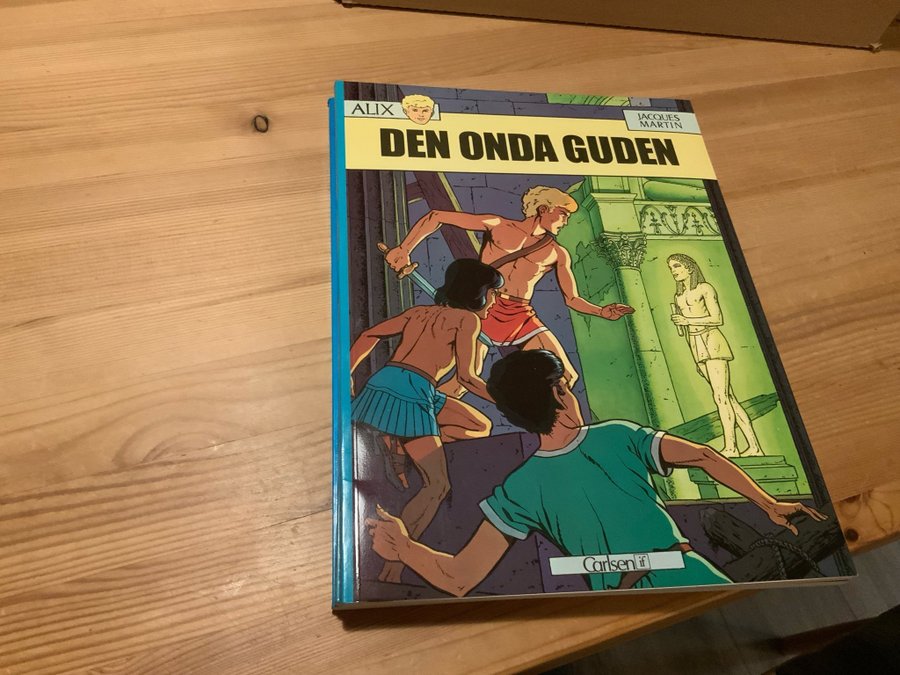 ALIX
JACQUES
MARTIN
DEN ONDA GUDEN
Carlsen if